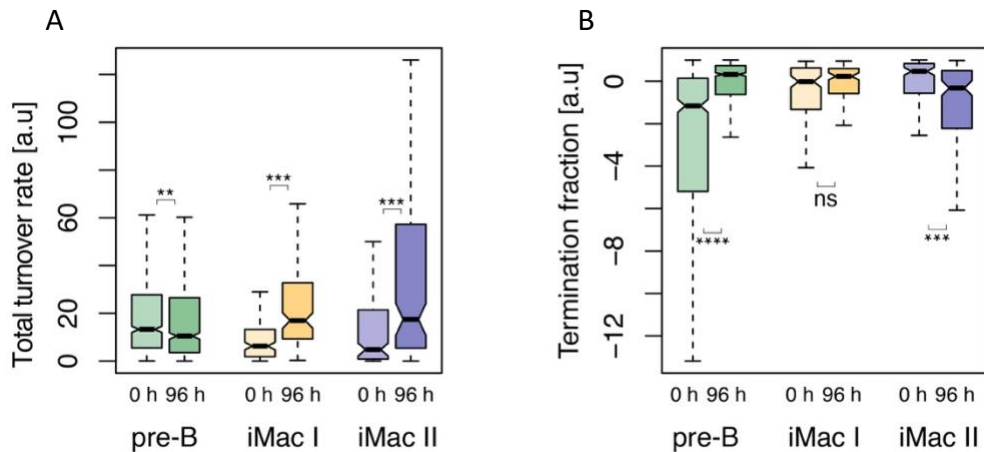 A
Total turnover rate [a.u]
100
60
20
0
**
***
***
0 h 96 h 0 h 96 h 0 h 96 h
pre-B iMac I iMac II
B
Termination fraction [a.u]
0
−4
−8
−12
****
ns
***
0 h 96 h 0 h 96 h 0 h 96 h
pre-B iMac I iMac II